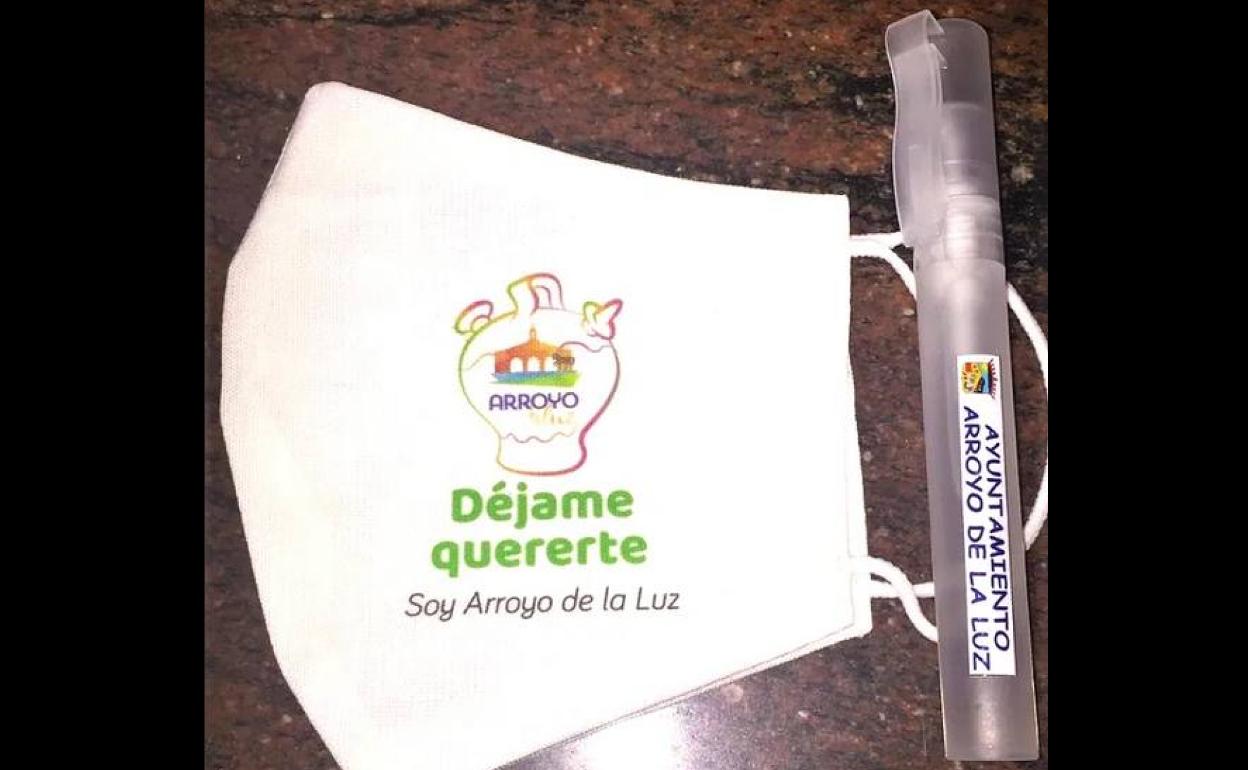 ARROYO
Déjame
quererte
Soy Arroyo de la Luz
AYUNTAMIENTO
ARROYO DE LA LUZ